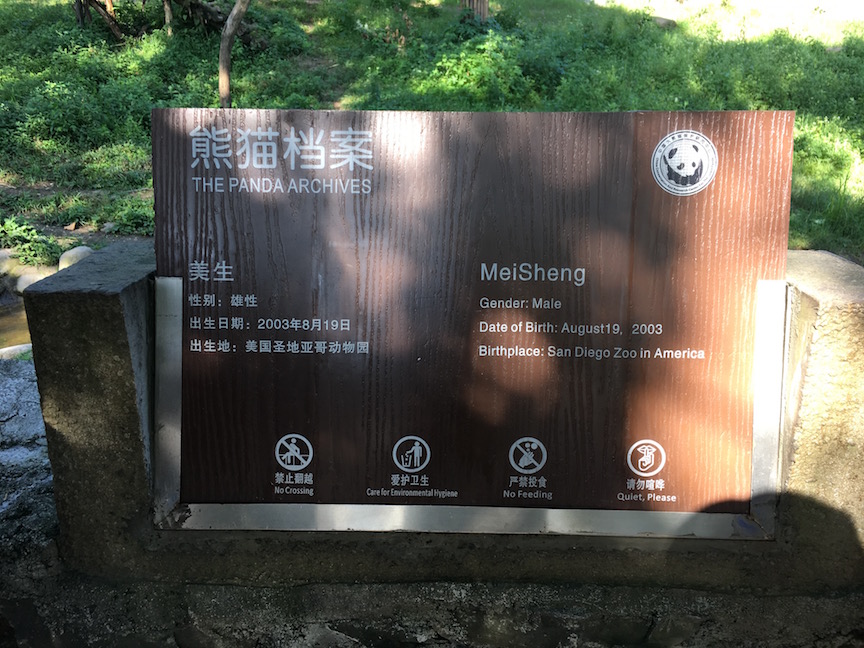 熊猫档案
THE PANDA ARCHIVES
美生
性别：雄性
出生日期：2003年8月19日
出生地：美国圣地亚哥动物园
MeiSheng
Gender: Male
Date of Birth: August19, 2003
Birthplace: San Diego Zoo in America
禁止翻越
No Crossing
爱护卫生
Care for Environmental Hygiene
严禁投食
No Feeding
请勿喧哗
Quiet, Please